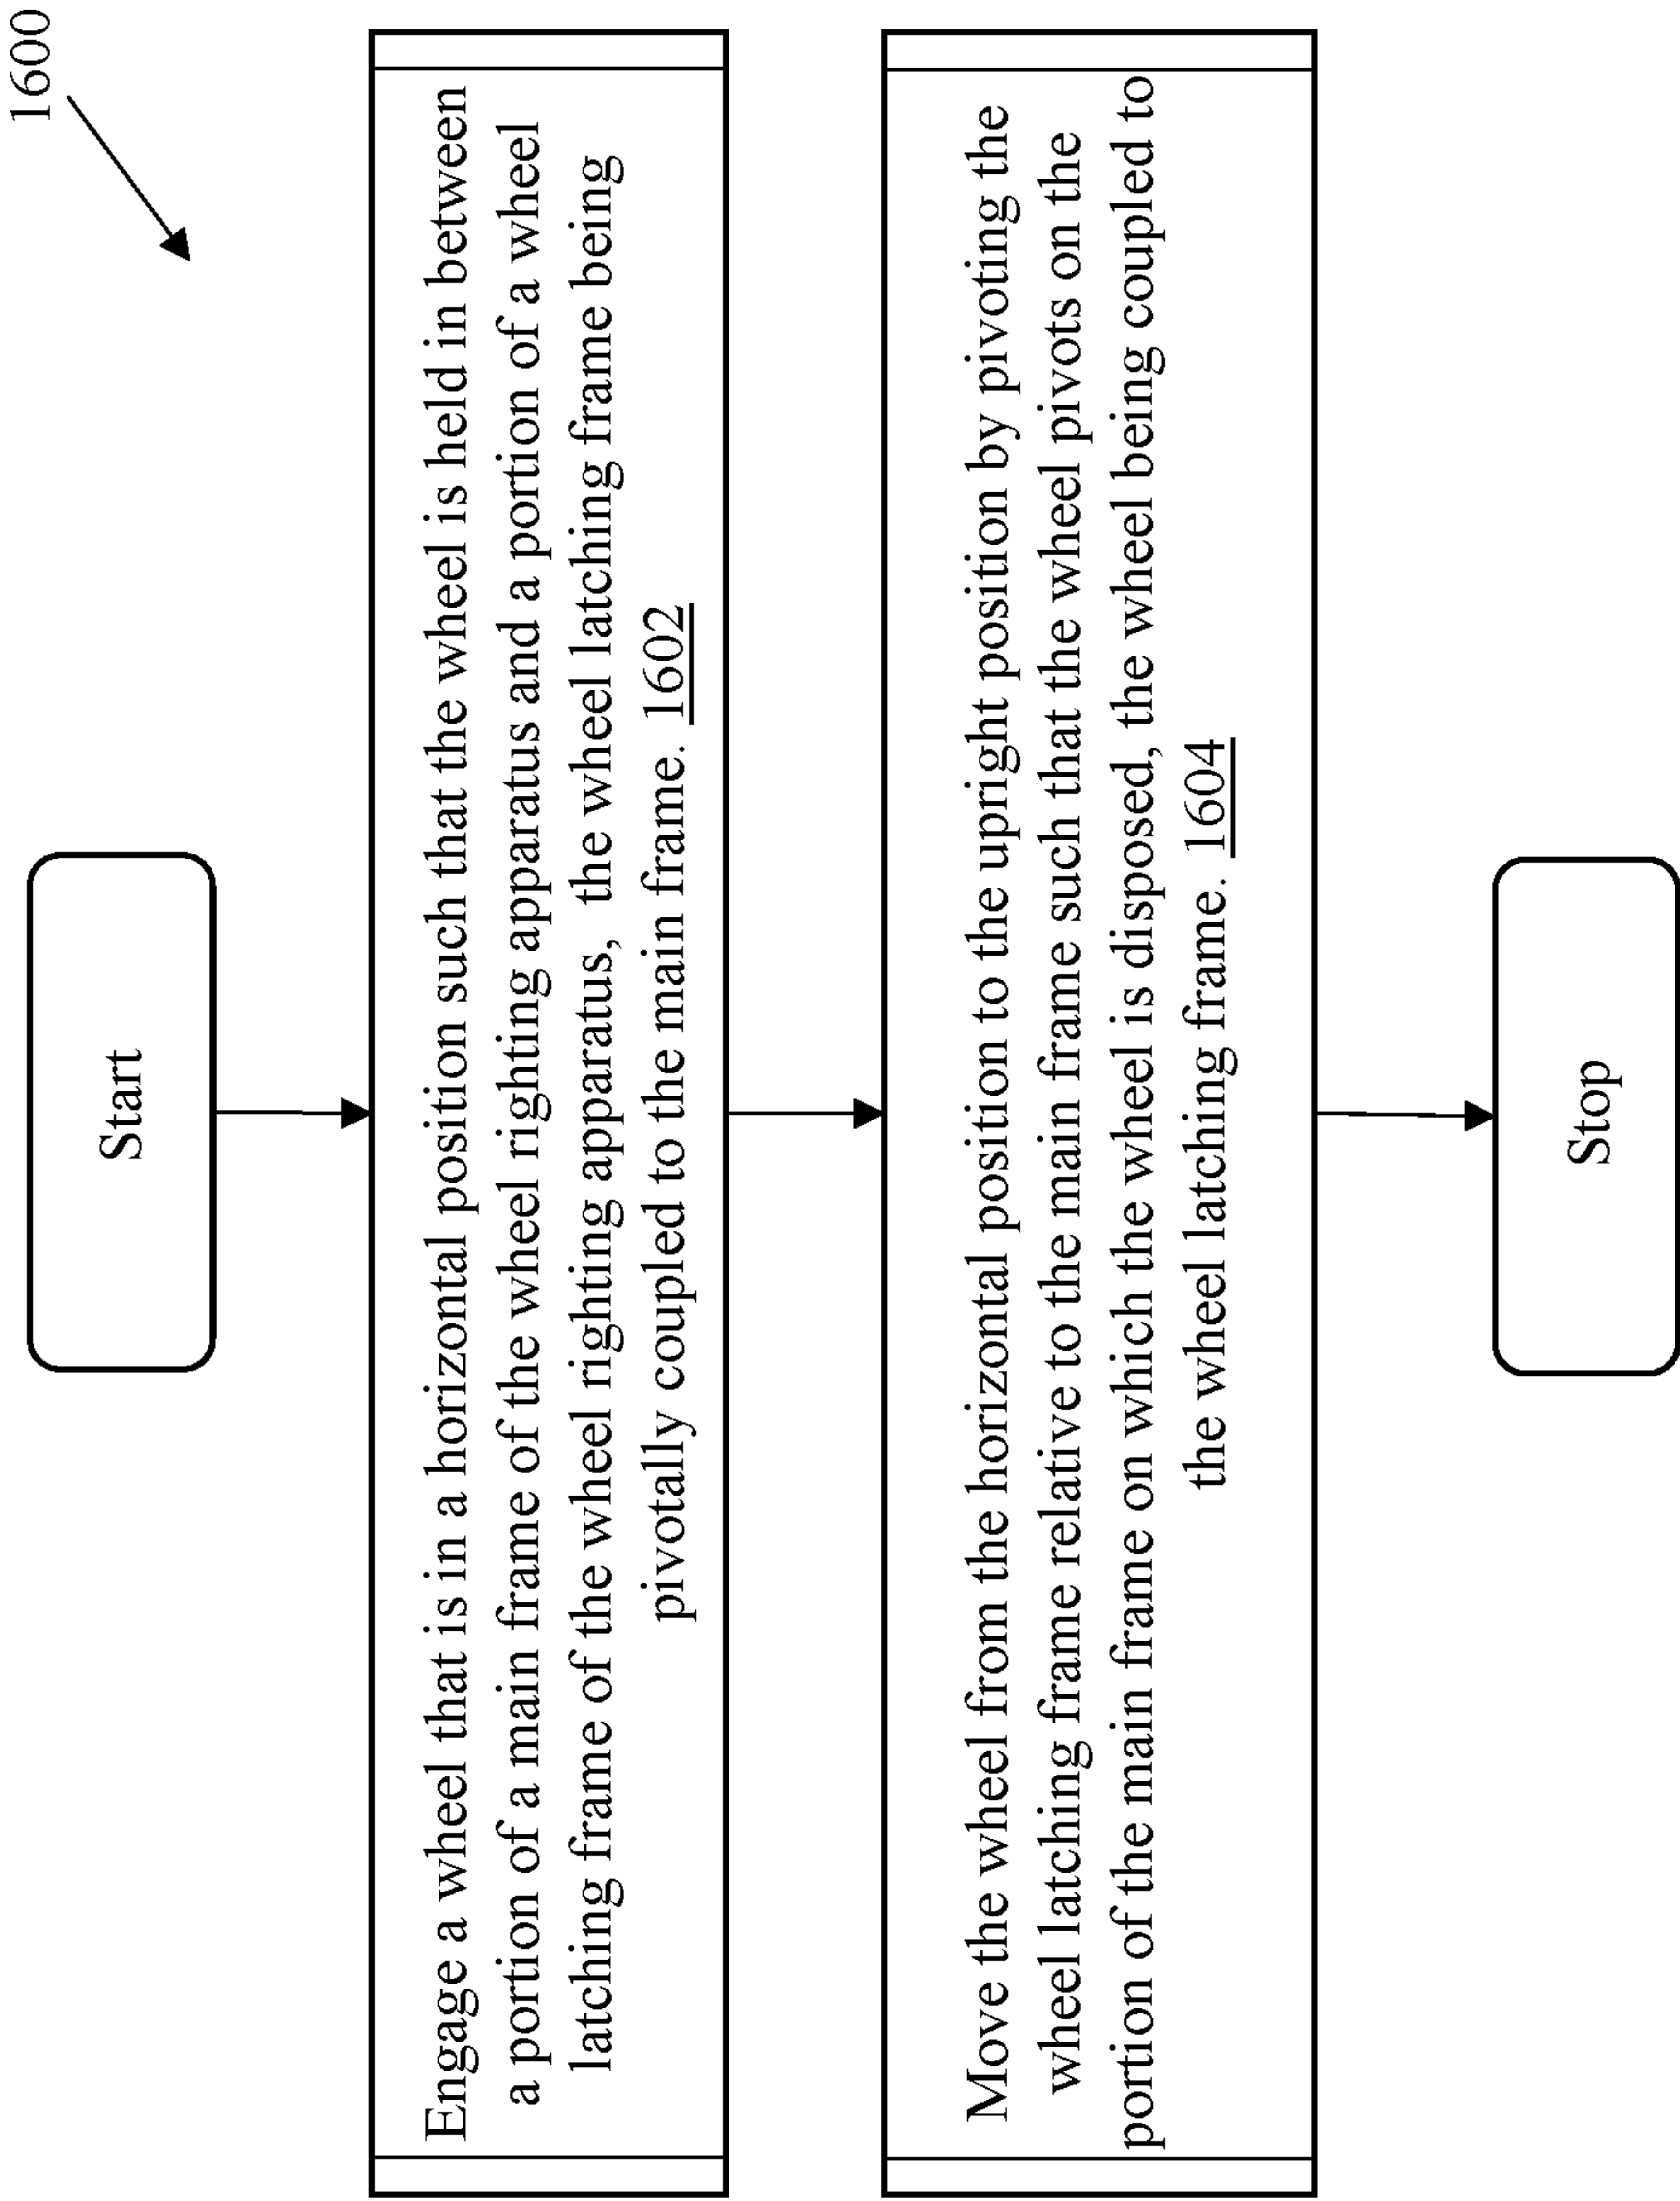 1600
Start
Engage a wheel that is in a horizontal position such that the wheel is held in between
a portion of a main frame of the wheel righting apparatus and a portion of a wheel
latching frame of the wheel righting apparatus, the wheel latching frame being
pivotally coupled to the main frame. 1602
Move the wheel from the horizontal position to the upright position by pivoting the
wheel latching frame relative to the main frame such that the wheel pivots on the
portion of the main frame on which the wheel is disposed, the wheel being coupled to
the wheel latching frame. 1604
Stop